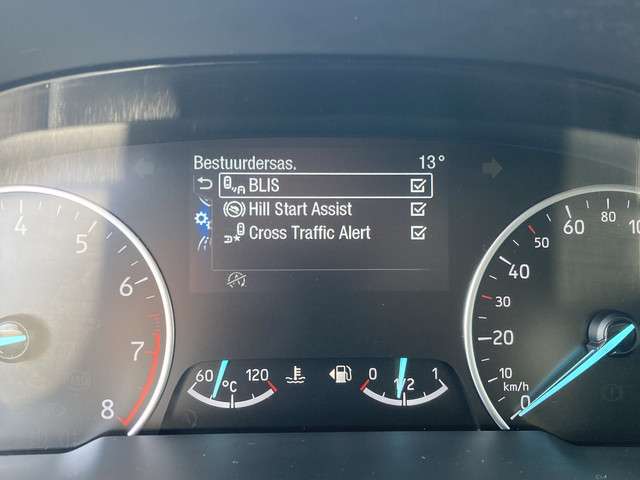 Bestuurdersas. 13°
BLIS
Hill Start Assist
Cross Traffic Alert
4 5 6 7 8
60 °C 120
0 1/2 1
0 10 20 30 40 50 60 80 10
km/h